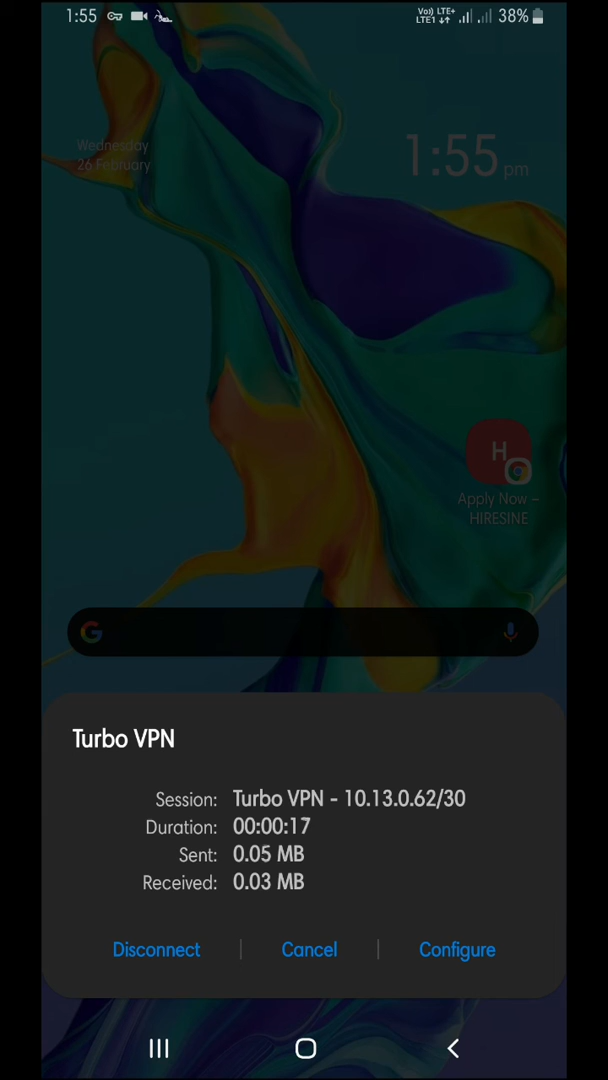 1:55
Vo)) LTE+
LTE1
38%
Wednesday
26 February
1:55 pm
H
Apply Now –
HIRESINE
G
Turbo VPN
Session: Turbo VPN - 10.13.0.62/30
Duration: 00:00:17
Sent: 0.05 MB
Received: 0.03 MB
Disconnect | Cancel | Configure